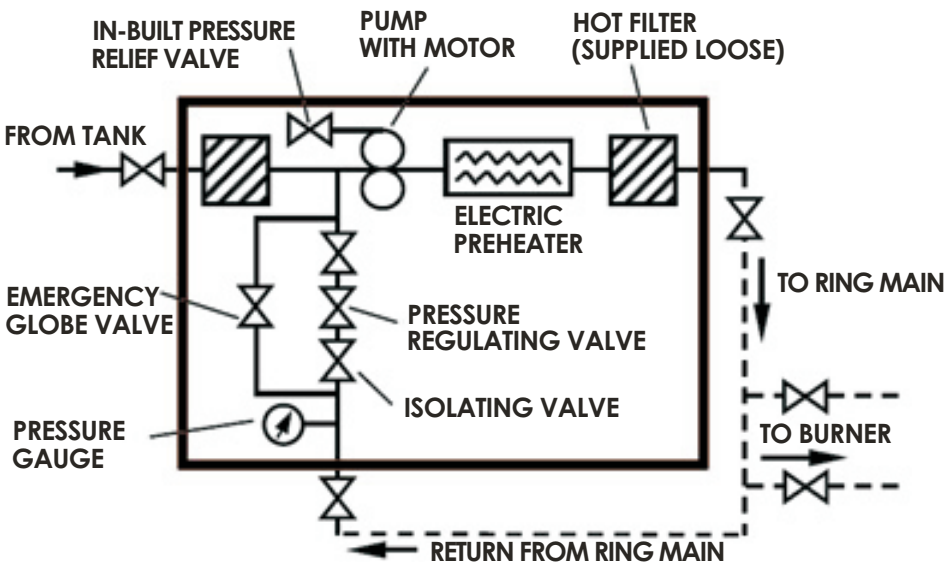 IN-BUILT PRESSURE
RELIEF VALVE
PUMP
WITH MOTOR
HOT FILTER
(SUPPLIED LOOSE)
FROM TANK
ELECTRIC
PREHEATER
TO RING MAIN
EMERGENCY
GLOBE VALVE
PRESSURE
REGULATING VALVE
ISOLATING VALVE
PRESSURE
GAUGE
TO BURNER
RETURN FROM RING MAIN